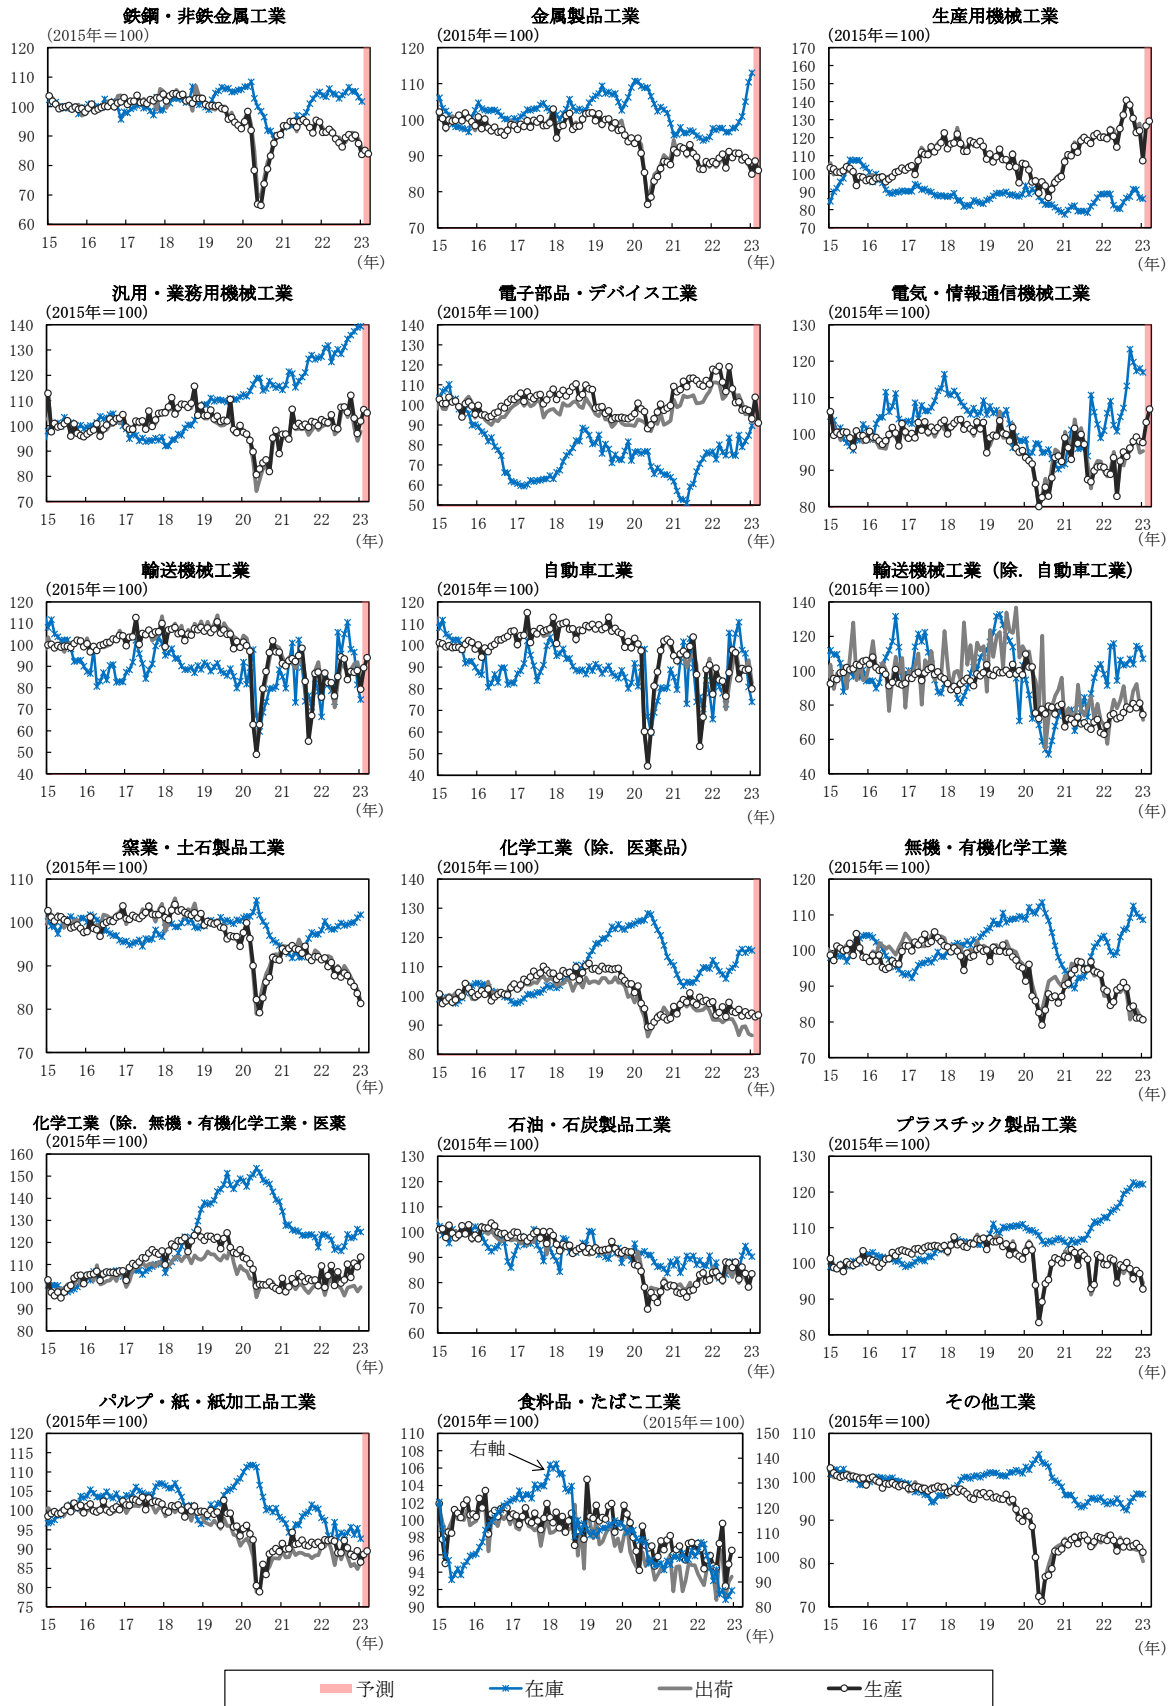 鉄鋼・非鉄金属工業
(2015年＝100)
120
110
100
90
80
70
60
15 16 17 18 19 20 21 22 23
(年)
金属製品工業
(2015年＝100)
120
110
100
90
80
70
15 16 17 18 19 20 21 22 23
生産用機械工業
(2015年＝100)
170
160
150
140
130
120
110
100
90
80
70
15 16 17 18 19 20 21 22 23
(年)
汎用・業務用機械工業
(2015年＝100)
140
130
120
110
100
90
80
70
15 16 17 18 19 20 21 22 23
(年)
電子部品・デバイス工業
(2015年＝100)
140
130
120
110
100
90
80
70
60
50
15 16 17 18 19 20 21 22 23
電気・情報通信機械工業
(2015年＝100)
130
120
110
100
90
80
15 16 17 18 19 20 21 22 23
(年)
輸送機械工業
(2015年＝100)
120
110
100
90
80
70
60
50
40
15 16 17 18 19 20 21 22 23
(年)
自動車工業
(2015年＝100)
120
110
100
90
80
70
60
50
40
15 16 17 18 19 20 21 22 23
(年)
輸送機械工業（除．自動車工業）
(2015年＝100)
140
120
100
80
60
40
15 16 17 18 19 20 21 22 23
(年)
窯業・土石製品工業
(2015年＝100)
110
100
90
80
70
15 16 17 18 19 20 21 22 23
(年)
化学工業（除．医薬品）
(2015年＝100)
140
130
120
110
100
90
80
15 16 17 18 19 20 21 22 23
(年)
無機・有機化学工業
(2015年＝100)
120
110
100
90
80
70
15 16 17 18 19 20 21 22 23
(年)
化学工業（除．無機・有機化学工業・医薬
(2015年＝100)
160
150
140
130
120
110
100
90
80
15 16 17 18 19 20 21 22 23
(年)
石油・石炭製品工業
(2015年＝100)
130
120
110
100
90
80
70
60
15 16 17 18 19 20 21 22 23
(年)
プラスチック製品工業
(2015年＝100)
130
120
110
100
90
80
15 16 17 18 19 20 21 22 23
(年)
パルプ・紙・紙加工品工業
(2015年＝100)
120
115
110
105
100
95
90
85
80
75
15 16 17 18 19 20 21 22 23
(年)
食料品・たばこ工業
(2015年＝100) (2015年＝100)
右軸
110
108
106
104
102
100
98
96
94
92
90
150
140
130
120
110
100
90
80
15 16 17 18 19 20 21 22 23
(年)
その他工業
(2015年＝100)
110
100
90
80
70
15 16 17 18 19 20 21 22 23
(年)
予測 在庫 出荷 生産